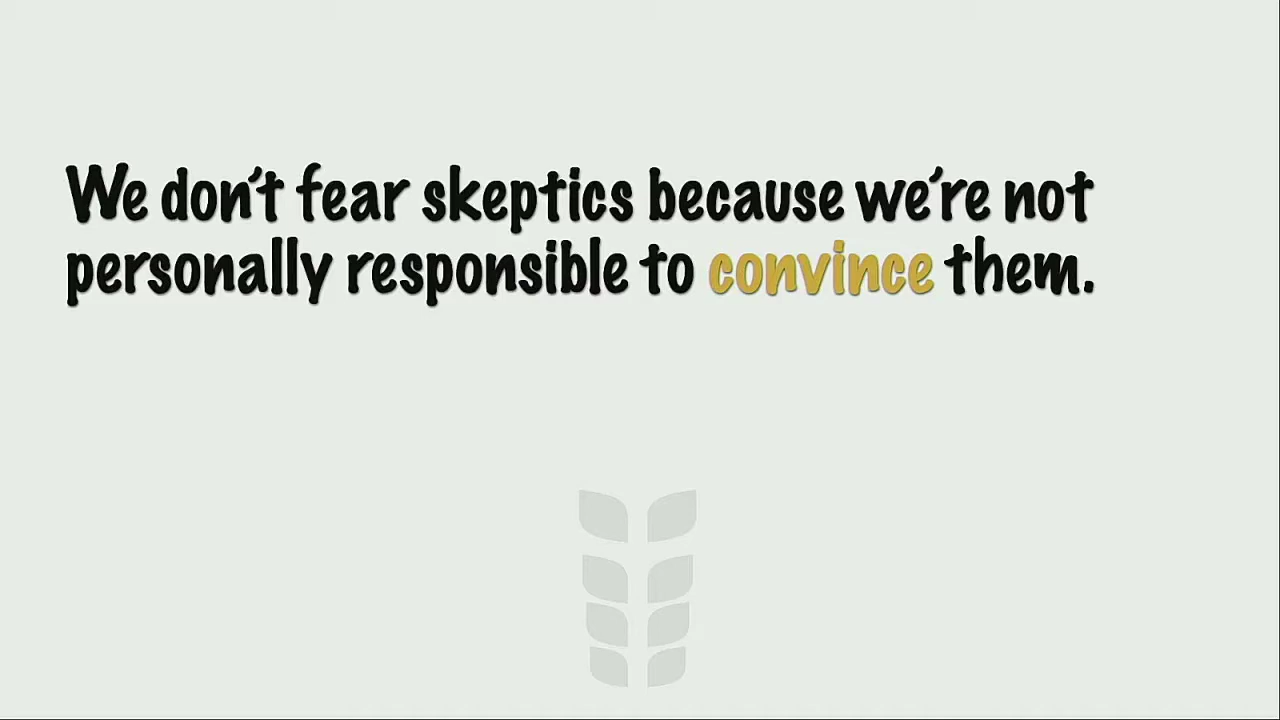 We don't fear skeptics because we're not
personally responsible to convince them.